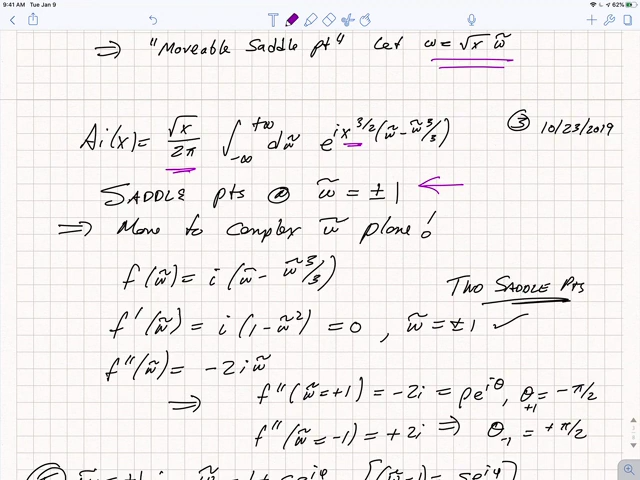 9:41 AM Tue Jan 9
62%
⇒ "Moveable Saddle pt" Let ω = √x ω̃
Ai(x) = √x/2π ∫_{-∞}^{+∞} dω̃ e^{ix^{3/2}(ω̃ - ω̃³/3)} ③ 10/23/2019
SADDLE pts @ ω̃ = ±1 ←
⇒ Move to complex ω̃ plane!
f(ω̃) = i(ω̃ - ω̃³/3)
Two SADDLE Pts
f'(ω̃) = i(1-ω̃²) = 0, ω̃ = ±1 ✓
f''(ω̃) = -2iω̃
⇒ f''(ω̃=+1) = -2i = ρe^{iθ}, θ_{+1} = -π/2
f''(ω̃=-1) = +2i ⇒ θ_{-1} = +π/2